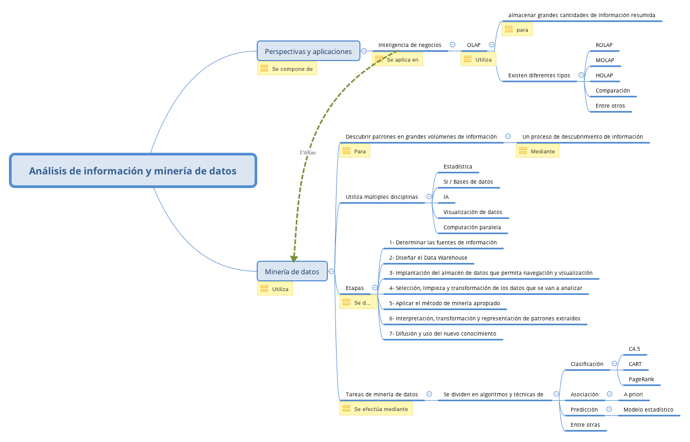 Análisis de información y minería de datos
Perspectivas y aplicaciones
Se compone de
Inteligencia de negocios
Se aplica en
OLAP
Utiliza
almacenar grandes cantidades de información resumida
para
Existen diferentes tipos
ROLAP
MOLAP
HOLAP
Comparación
Entre otros
Utiliza
Minería de datos
Utiliza
Descubrir patrones en grandes volúmenes de información
Para
Un proceso de descubrimiento de información
Mediante
Utiliza múltiples disciplinas
Estadística
SI / Bases de datos
IA
Visualización de datos
Computación paralela
Etapas
Se d...
1- Determinar las fuentes de información
2- Diseñar el Data Warehouse
3- Implantación del almacén de datos que permita navegación y visualización
4- Selección, limpieza y transformación de los datos que se van a analizar
5- Aplicar el método de minería apropiado
6- Interpretación, transformación y representación de patrones extraídos
7- Difusión y uso del nuevo conocimiento
Tareas de minería de datos
Se efectúa mediante
Se dividen en algoritmos y técnicas de
Clasificación
C4.5
CART
PageRank
Asociación
A priori
Predicción
Modelo estadístico
Entre otras